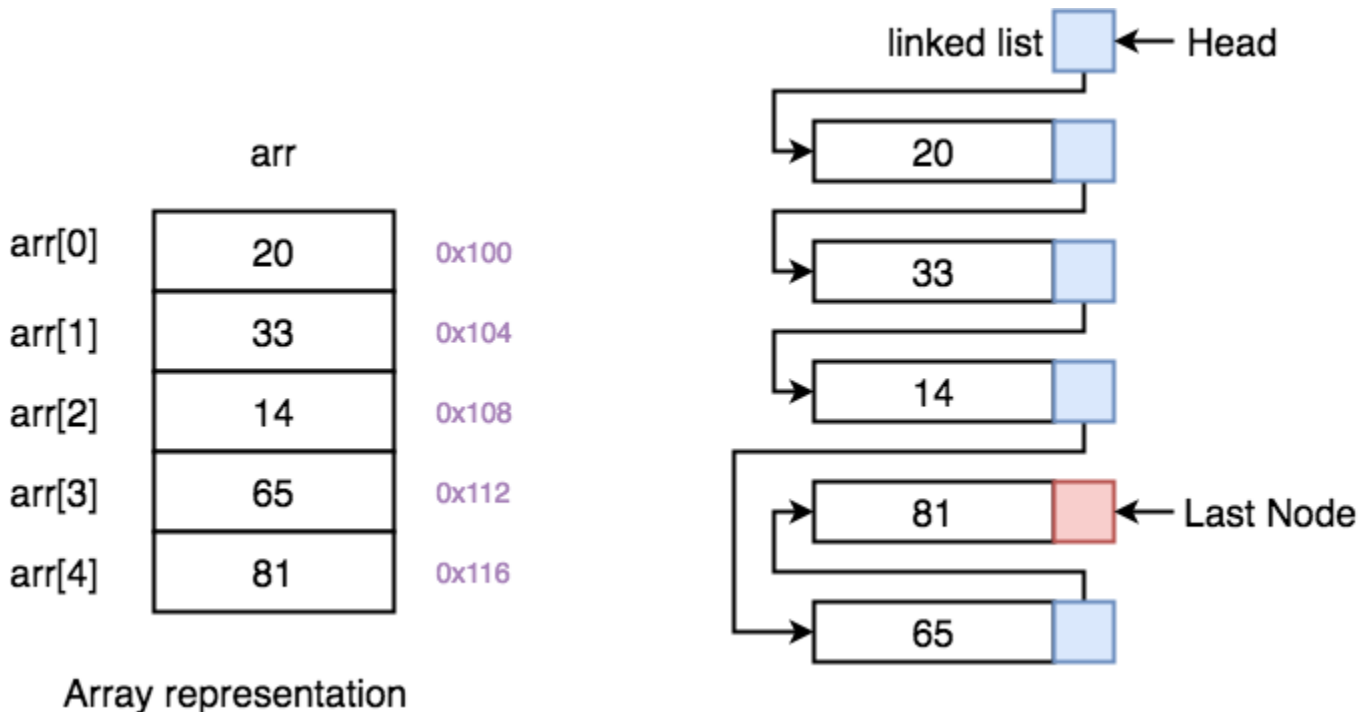 arr
arr[0] 20 0x100
arr[1] 33 0x104
arr[2] 14 0x108
arr[3] 65 0x112
arr[4] 81 0x116
Array representation
linked list Head
20
33
14
81 Last Node
65